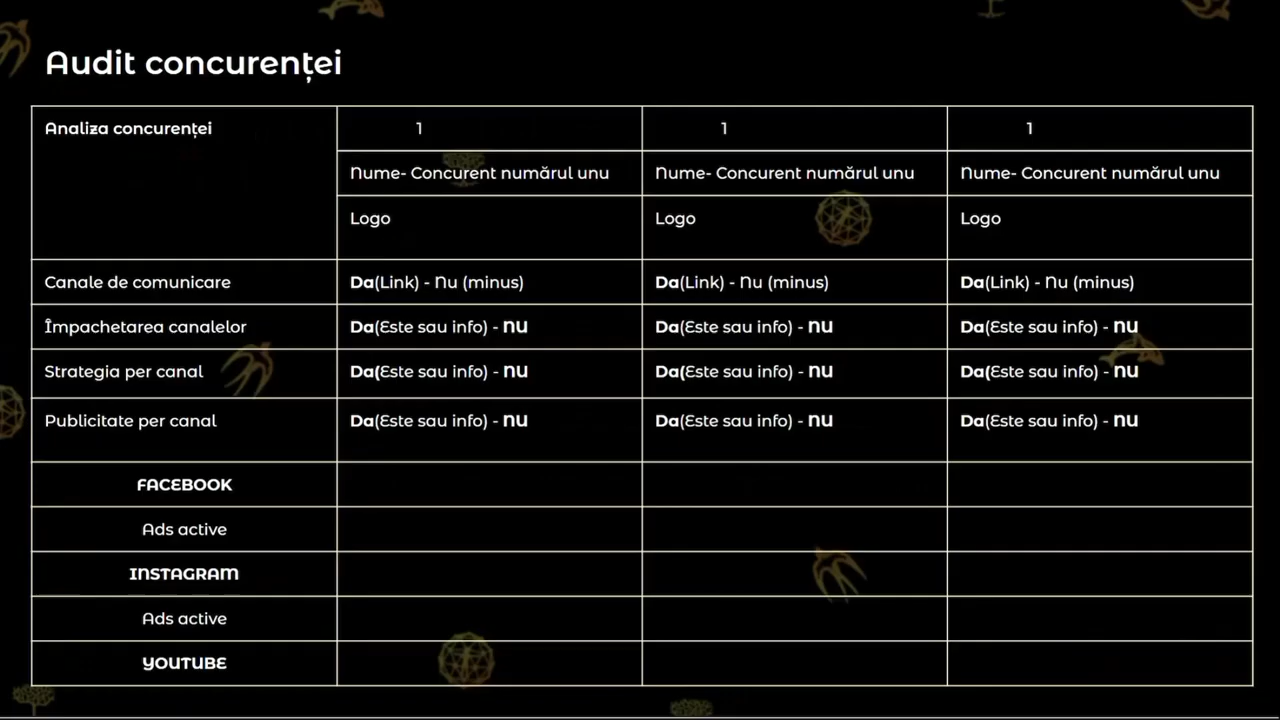 Audit concurenței
Analiza concurenței 1 1 1
Nume- Concurent numărul unu Nume- Concurent numărul unu Nume- Concurent numărul unu
Logo Logo Logo
Canale de comunicare Da(Link) - Nu (minus) Da(Link) - Nu (minus) Da(Link) - Nu (minus)
Împachetarea canalelor Da(Este sau info) - nu Da(Este sau info) - nu Da(Este sau info) - nu
Strategia per canal Da(Este sau info) - nu Da(Este sau info) - nu Da(Este sau info) - nu
Publicitate per canal Da(Este sau info) - nu Da(Este sau info) - nu Da(Este sau info) - nu
FACEBOOK
Ads active
INSTAGRAM
Ads active
YOUTUBE